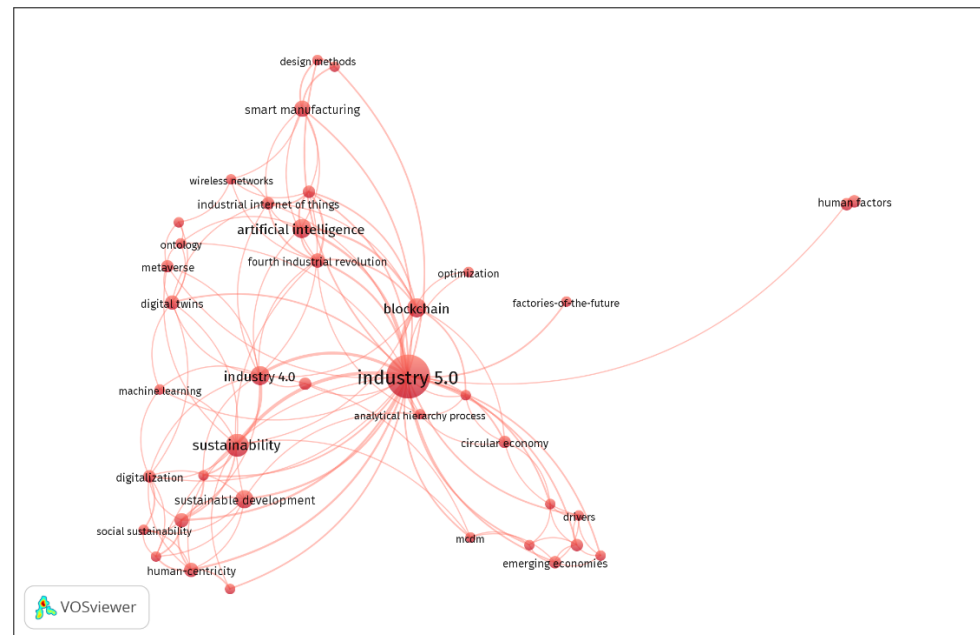 design methods
smart manufacturing
wireless networks
industrial internet of things
human factors
artificial intelligence
ontology
fourth industrial revolution
metaverse
optimization
digital twins
factories-of-the-future
blockchain
industry 4.0
industry 5.0
machine learning
analytical hierarchy process
sustainability
circular economy
digitalization
sustainable development
drivers
social sustainability
mcdm
emerging economies
human-centricity
VOSviewer